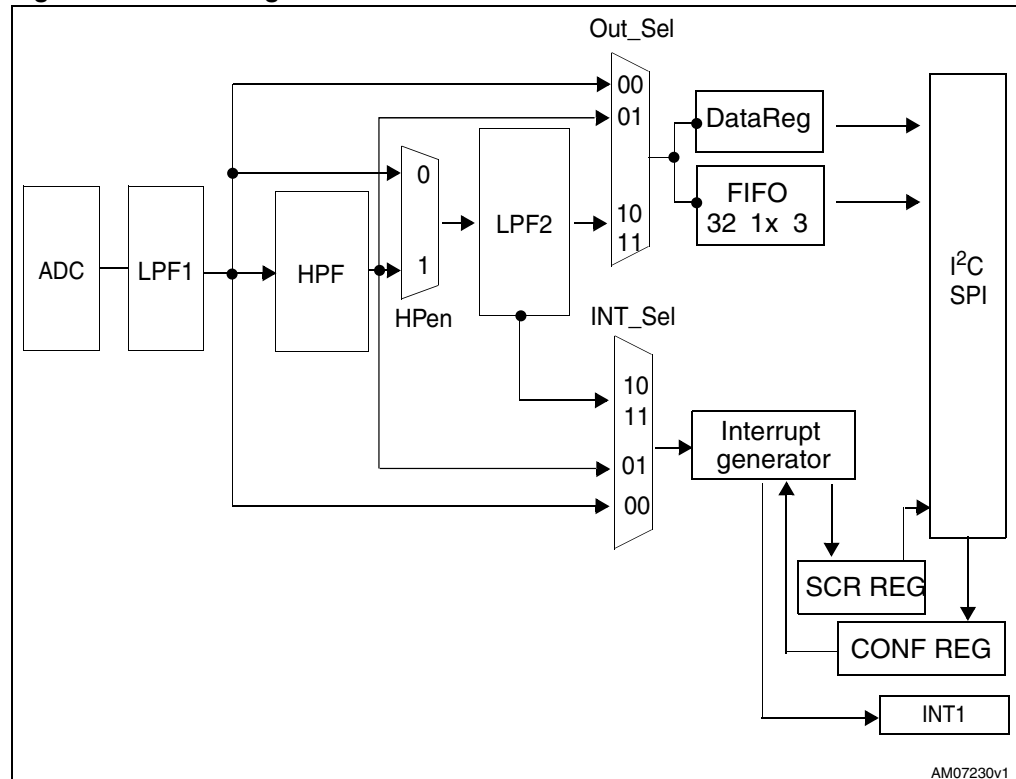 Out_Sel
00
01
10
11
DataReg
FIFO
32 1x 3
I2C
SPI
ADC
LPF1
HPF
0
1
HPen
LPF2
INT_Sel
10
11
01
00
Interrupt
generator
SCR REG
CONF REG
INT1
AM07230v1